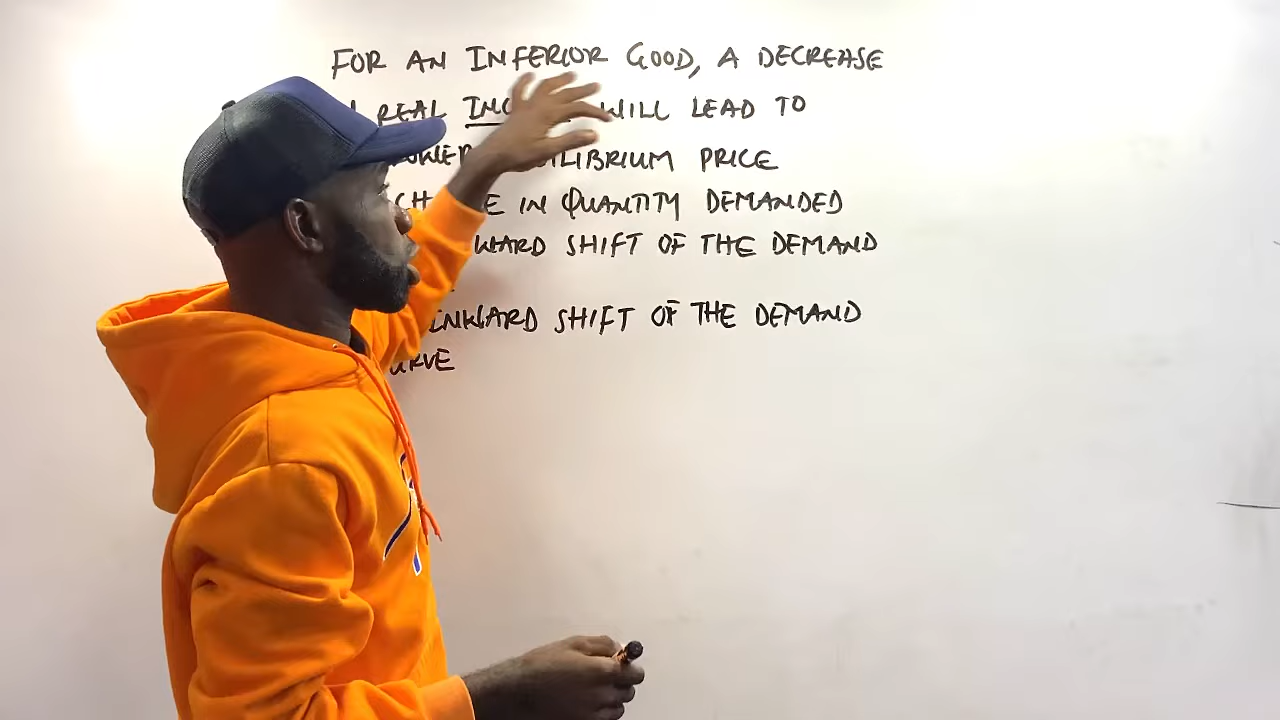 FOR AN INFERIOR GOOD, A DECREASE
REAL WILL LEAD TO
PRICE
IN QUANTITY DEMANDED
SHIFT OF THE DEMAND
INWARD SHIFT OF THE DEMAND